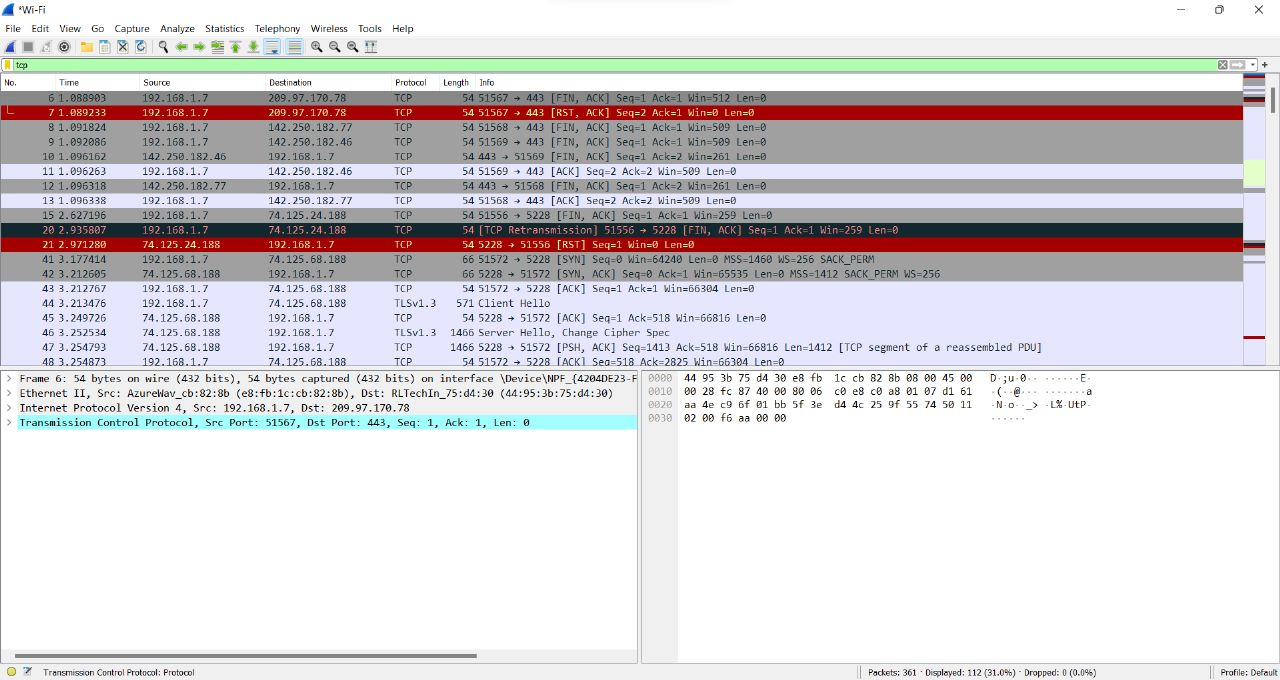 *Wi-Fi
File Edit View Go Capture Analyze Statistics Telephony Wireless Tools Help
tcp
No. Time Source Destination Protocol Length Info
6 1.088903 192.168.1.7 209.97.170.78 TCP 54 51567 → 443 [FIN, ACK] Seq=1 Ack=1 Win=512 Len=0
7 1.089233 192.168.1.7 209.97.170.78 TCP 54 51567 → 443 [RST, ACK] Seq=2 Ack=1 Win=0 Len=0
8 1.091824 192.168.1.7 142.250.182.77 TCP 54 51568 → 443 [FIN, ACK] Seq=1 Ack=1 Win=509 Len=0
9 1.092086 192.168.1.7 142.250.182.46 TCP 54 51569 → 443 [FIN, ACK] Seq=1 Ack=1 Win=509 Len=0
10 1.096162 142.250.182.46 192.168.1.7 TCP 54 443 → 51569 [FIN, ACK] Seq=1 Ack=2 Win=261 Len=0
11 1.096263 192.168.1.7 142.250.182.46 TCP 54 51569 → 443 [ACK] Seq=2 Ack=2 Win=509 Len=0
12 1.096318 142.250.182.77 192.168.1.7 TCP 54 443 → 51568 [FIN, ACK] Seq=1 Ack=2 Win=261 Len=0
13 1.096338 192.168.1.7 142.250.182.77 TCP 54 51568 → 443 [ACK] Seq=2 Ack=2 Win=509 Len=0
15 2.627196 192.168.1.7 74.125.24.188 TCP 54 51556 → 5228 [FIN, ACK] Seq=1 Ack=1 Win=259 Len=0
20 2.935807 192.168.1.7 74.125.24.188 TCP 54 [TCP Retransmission] 51556 → 5228 [FIN, ACK] Seq=1 Ack=1 Win=259 Len=0
21 2.971280 74.125.24.188 192.168.1.7 TCP 54 5228 → 51556 [RST] Seq=1 Win=0 Len=0
41 3.177414 192.168.1.7 74.125.68.188 TCP 66 51572 → 5228 [SYN] Seq=0 Win=64240 Len=0 MSS=1460 WS=256 SACK_PERM
42 3.212605 74.125.68.188 192.168.1.7 TCP 66 5228 → 51572 [SYN, ACK] Seq=0 Ack=1 Win=65535 Len=0 MSS=1412 SACK_PERM WS=256
43 3.212767 192.168.1.7 74.125.68.188 TCP 54 51572 → 5228 [ACK] Seq=1 Ack=1 Win=66304 Len=0
44 3.213476 192.168.1.7 74.125.68.188 TLSv1.3 571 Client Hello
45 3.249726 74.125.68.188 192.168.1.7 TCP 54 5228 → 51572 [ACK] Seq=1 Ack=518 Win=66816 Len=0
46 3.252534 74.125.68.188 192.168.1.7 TLSv1.3 1466 Server Hello, Change Cipher Spec
47 3.254793 74.125.68.188 192.168.1.7 TCP 1466 5228 → 51572 [PSH, ACK] Seq=1413 Ack=518 Win=66816 Len=1412 [TCP segment of a reassembled PDU]
48 3.254873 192.168.1.7 74.125.68.188 TCP 54 51572 → 5228 [ACK] Seq=518 Ack=2825 Win=66304 Len=0
Frame 6: 54 bytes on wire (432 bits), 54 bytes captured (432 bits) on interface \Device\NPF_{4204DE23-F
Ethernet II, Src: AzureWav_cb:82:8b (e8:fb:1c:cb:82:8b), Dst: RLTechIn_75:d4:30 (44:95:3b:75:d4:30)
Internet Protocol Version 4, Src: 192.168.1.7, Dst: 209.97.170.78
Transmission Control Protocol, Src Port: 51567, Dst Port: 443, Seq: 1, Ack: 1, Len: 0
0000 44 95 3b 75 d4 30 e8 fb 1c cb 82 8b 08 00 45 00 D·;u·0·· ······E·
0010 00 28 fc 87 40 00 80 06 c0 e8 c0 a8 01 07 d1 61 ·(··@··· ·······a
0020 aa 4e c9 6f 01 bb 5f 3e d4 4c 25 9f 55 74 50 11 ·N·o··_> ·L%·UtP·
0030 02 00 f6 aa 00 00 ······
Transmission Control Protocol: Protocol
Packets: 361 · Displayed: 112 (31.0%) · Dropped: 0 (0.0%)
Profile: Default